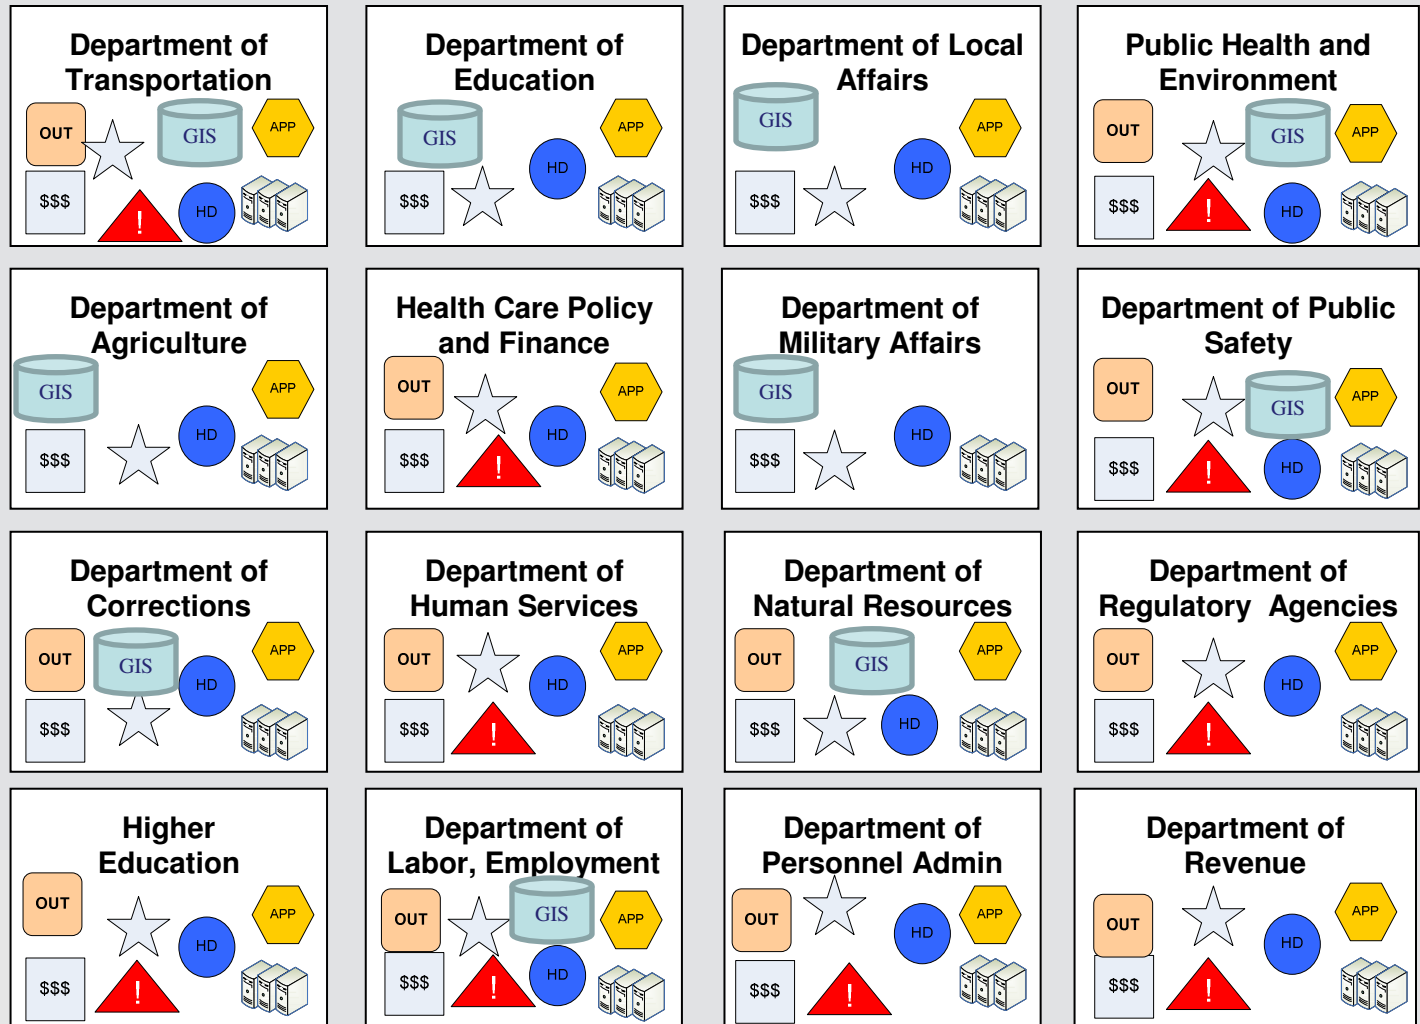 Department of
Transportation
OUT
GIS
APP
$$$
!
HD
Department of
Education
GIS
APP
HD
$$$
Department of Local
Affairs
GIS
APP
HD
$$$
Public Health and
Environment
OUT
GIS
APP
$$$
!
HD
Department of
Agriculture
GIS
APP
HD
$$$
Health Care Policy
and Finance
OUT
APP
HD
$$$
!
Department of
Military Affairs
GIS
HD
$$$
Department of Public
Safety
OUT
GIS
APP
$$$
!
HD
Department of
Corrections
OUT
GIS
APP
HD
$$$
Department of
Human Services
OUT
APP
HD
$$$
!
Department of
Natural Resources
OUT
GIS
APP
$$$
HD
Department of
Regulatory Agencies
OUT
APP
HD
$$$
!
Higher
Education
OUT
APP
HD
$$$
!
Department of
Labor, Employment
OUT
GIS
APP
$$$
!
HD
Department of
Personnel Admin
OUT
APP
HD
$$$
!
Department of
Revenue
OUT
APP
HD
$$$
!